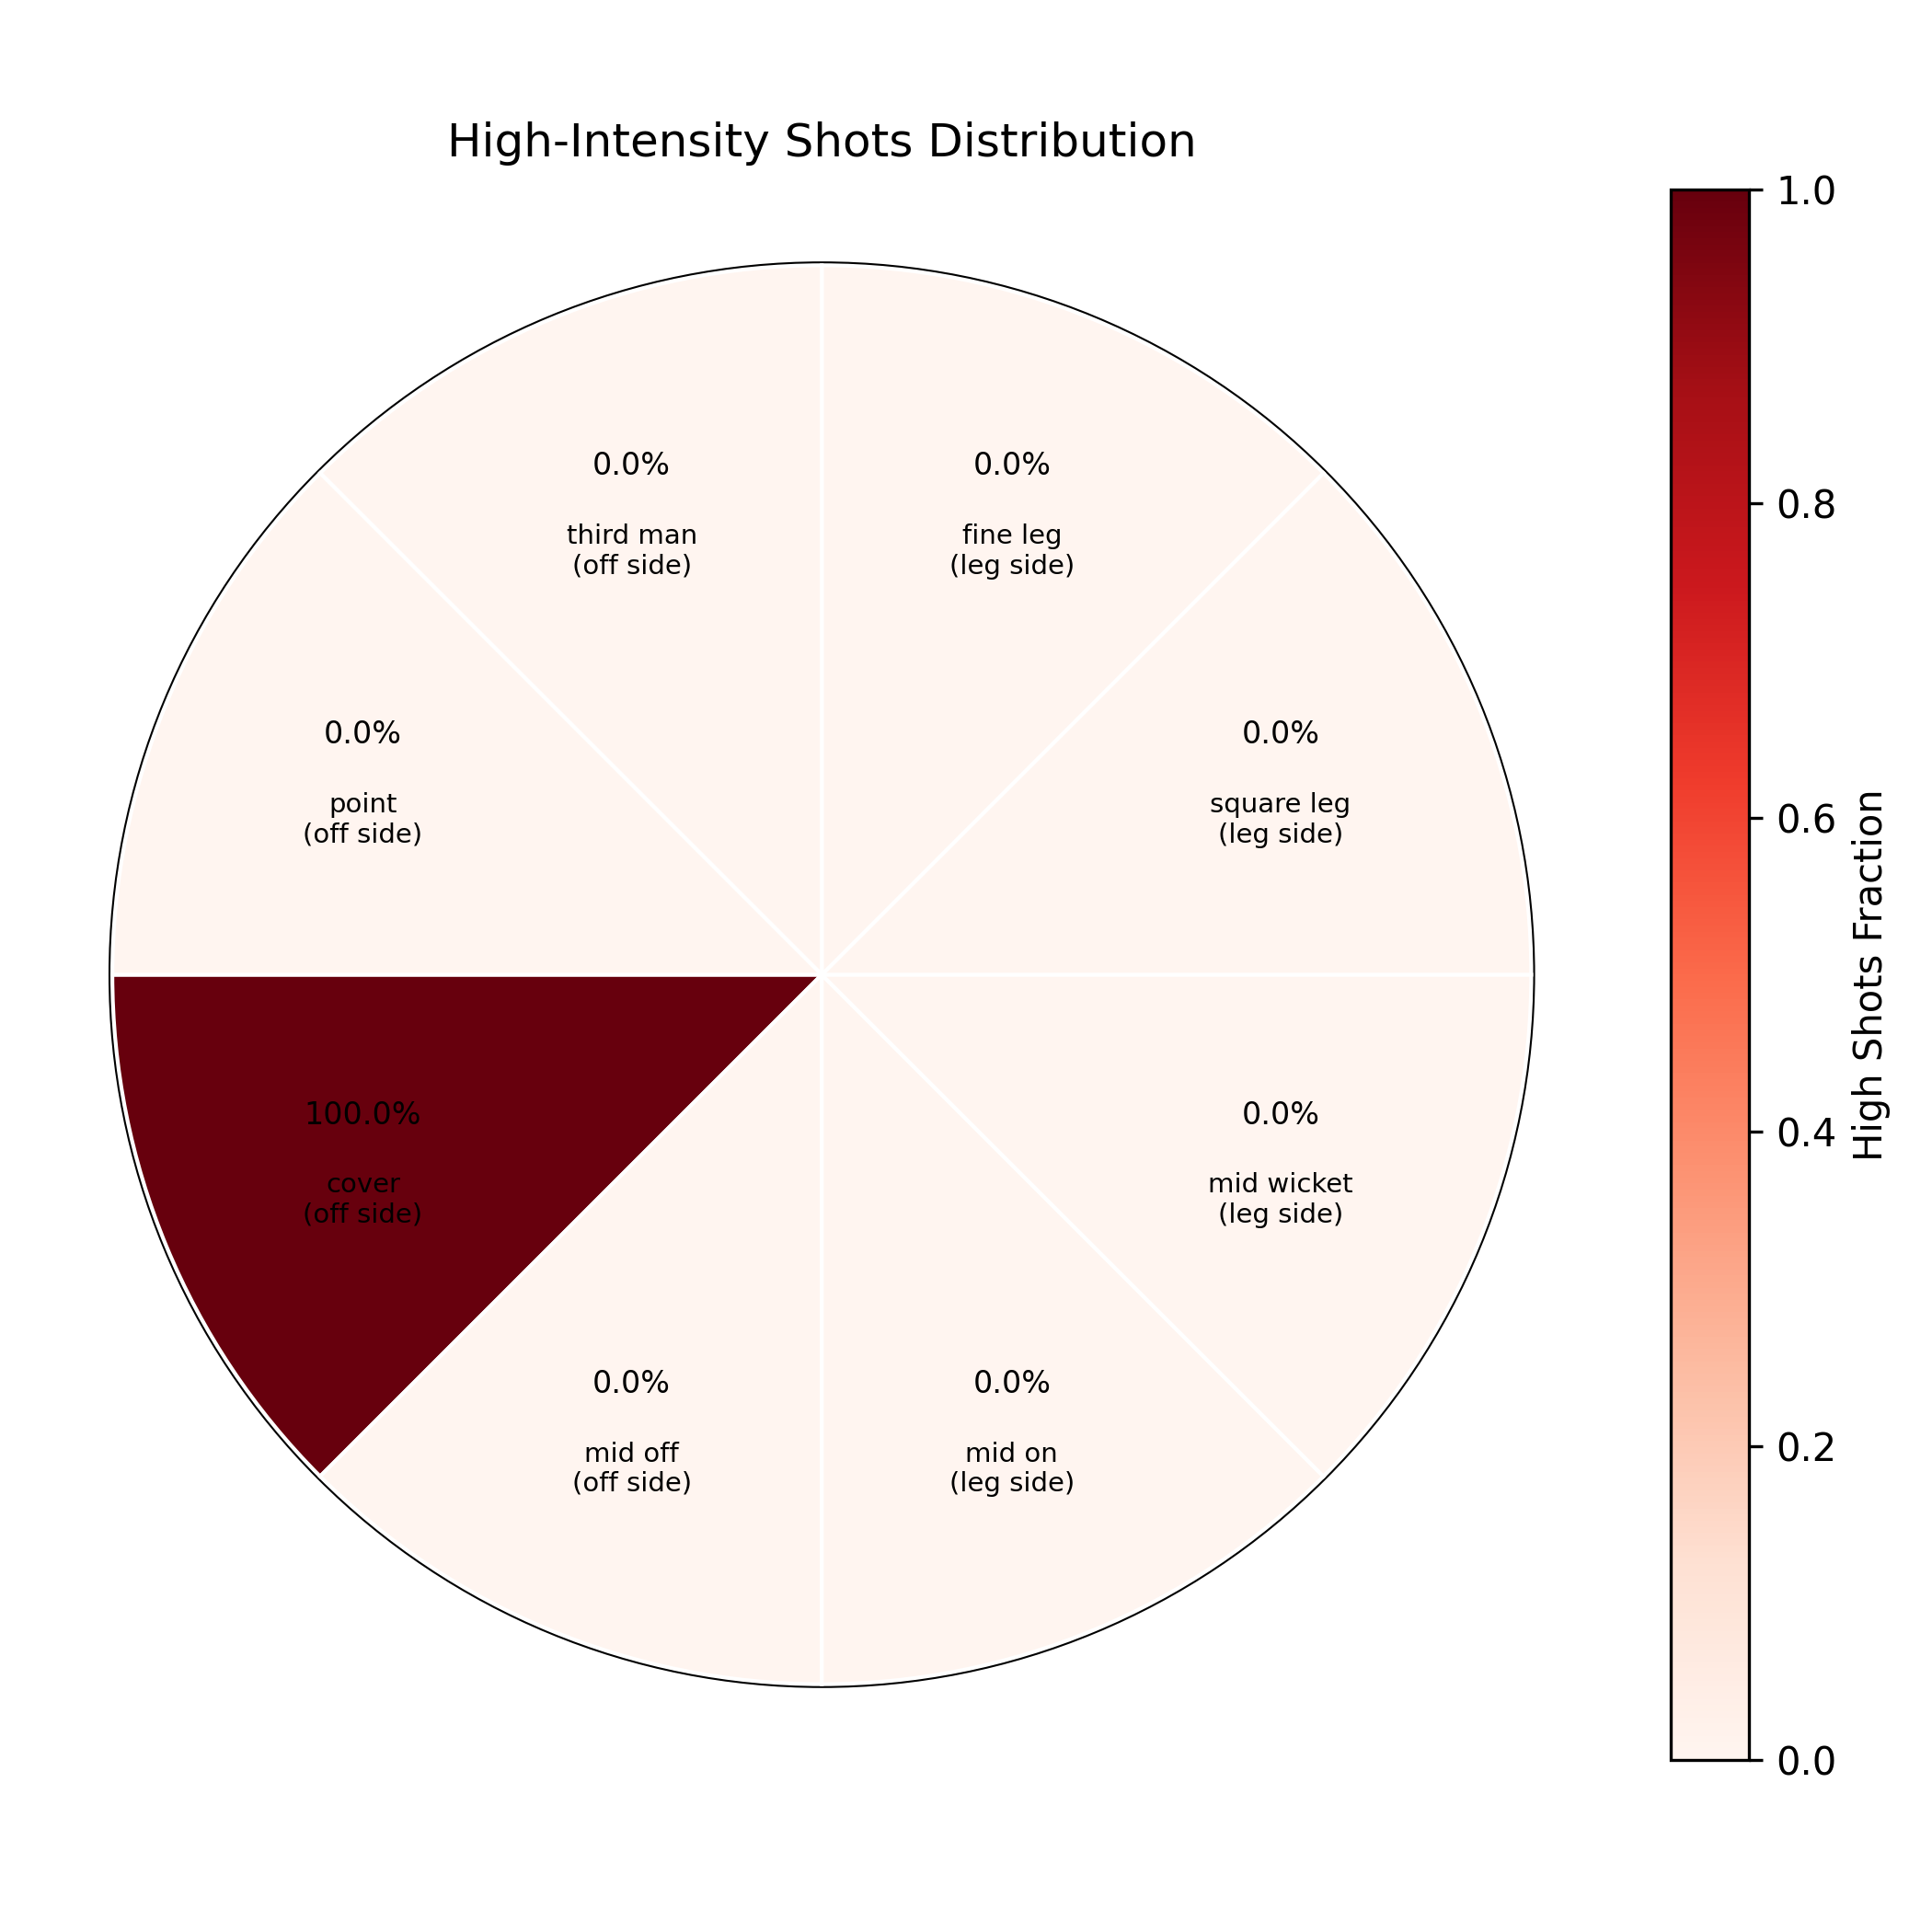 High-Intensity Shots Distribution
0.0%
third man
(off side)
0.0%
fine leg
(leg side)
0.0%
point
(off side)
0.0%
square leg
(leg side)
100.0%
cover
(off side)
0.0%
mid wicket
(leg side)
0.0%
mid off
(off side)
0.0%
mid on
(leg side)
1.0
0.8
0.6
0.4
0.2
0.0
High Shots Fraction